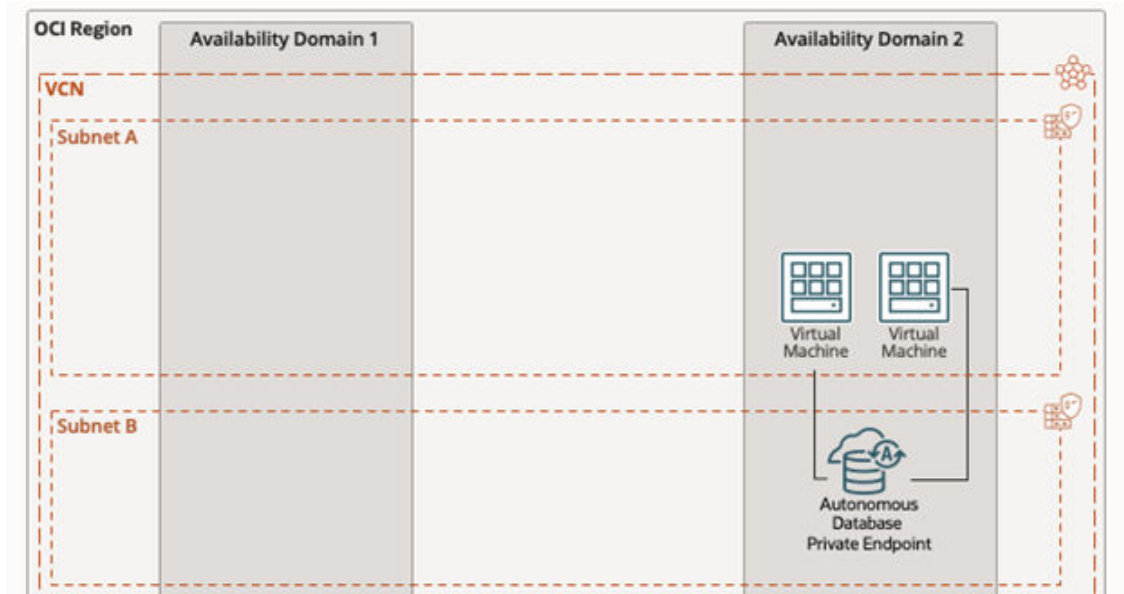 OCI Region
Availability Domain 1
Availability Domain 2
VCN
Subnet A
Virtual
Machine
Virtual
Machine
Subnet B
A
Autonomous
Database
Private Endpoint